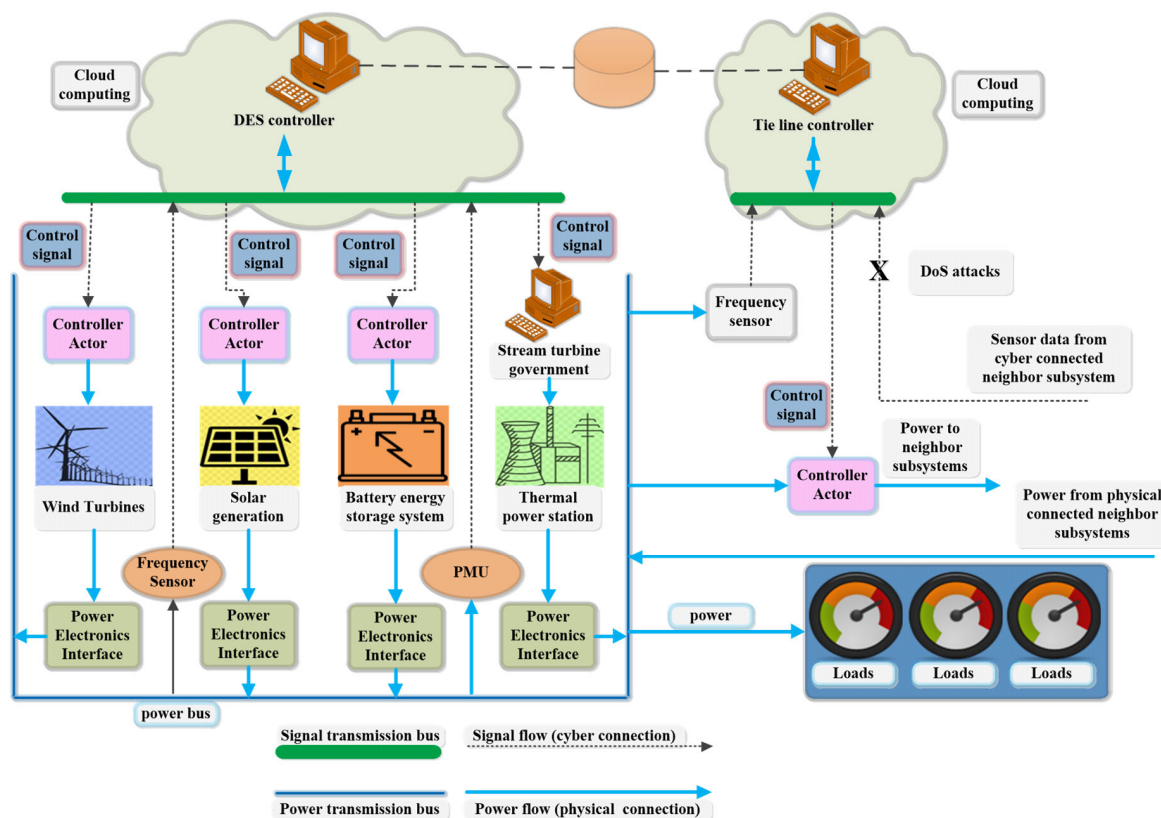 Cloud
computing
DES controller
Tie line controller
Cloud
computing
Control
signal
Control
signal
Control
signal
Control
signal
X
DoS attacks
Controller
Actor
Controller
Actor
Controller
Actor
Stream turbine
government
Frequency
sensor
Sensor data from
cyber connected
neighbor subsystem
Control
signal
Wind Turbines
Solar
generation
+
-
Battery energy
storage system
Thermal
power station
Controller
Actor
Power to
neighbor
subsystems
Power from physical
connected neighbor
subsystems
Frequency
Sensor
PMU
Power
Electronics
Interface
Power
Electronics
Interface
Power
Electronics
Interface
Power
Electronics
Interface
power
Loads
Loads
Loads
power bus
Signal transmission bus
Signal flow (cyber connection)
Power transmission bus
Power flow (physical connection)